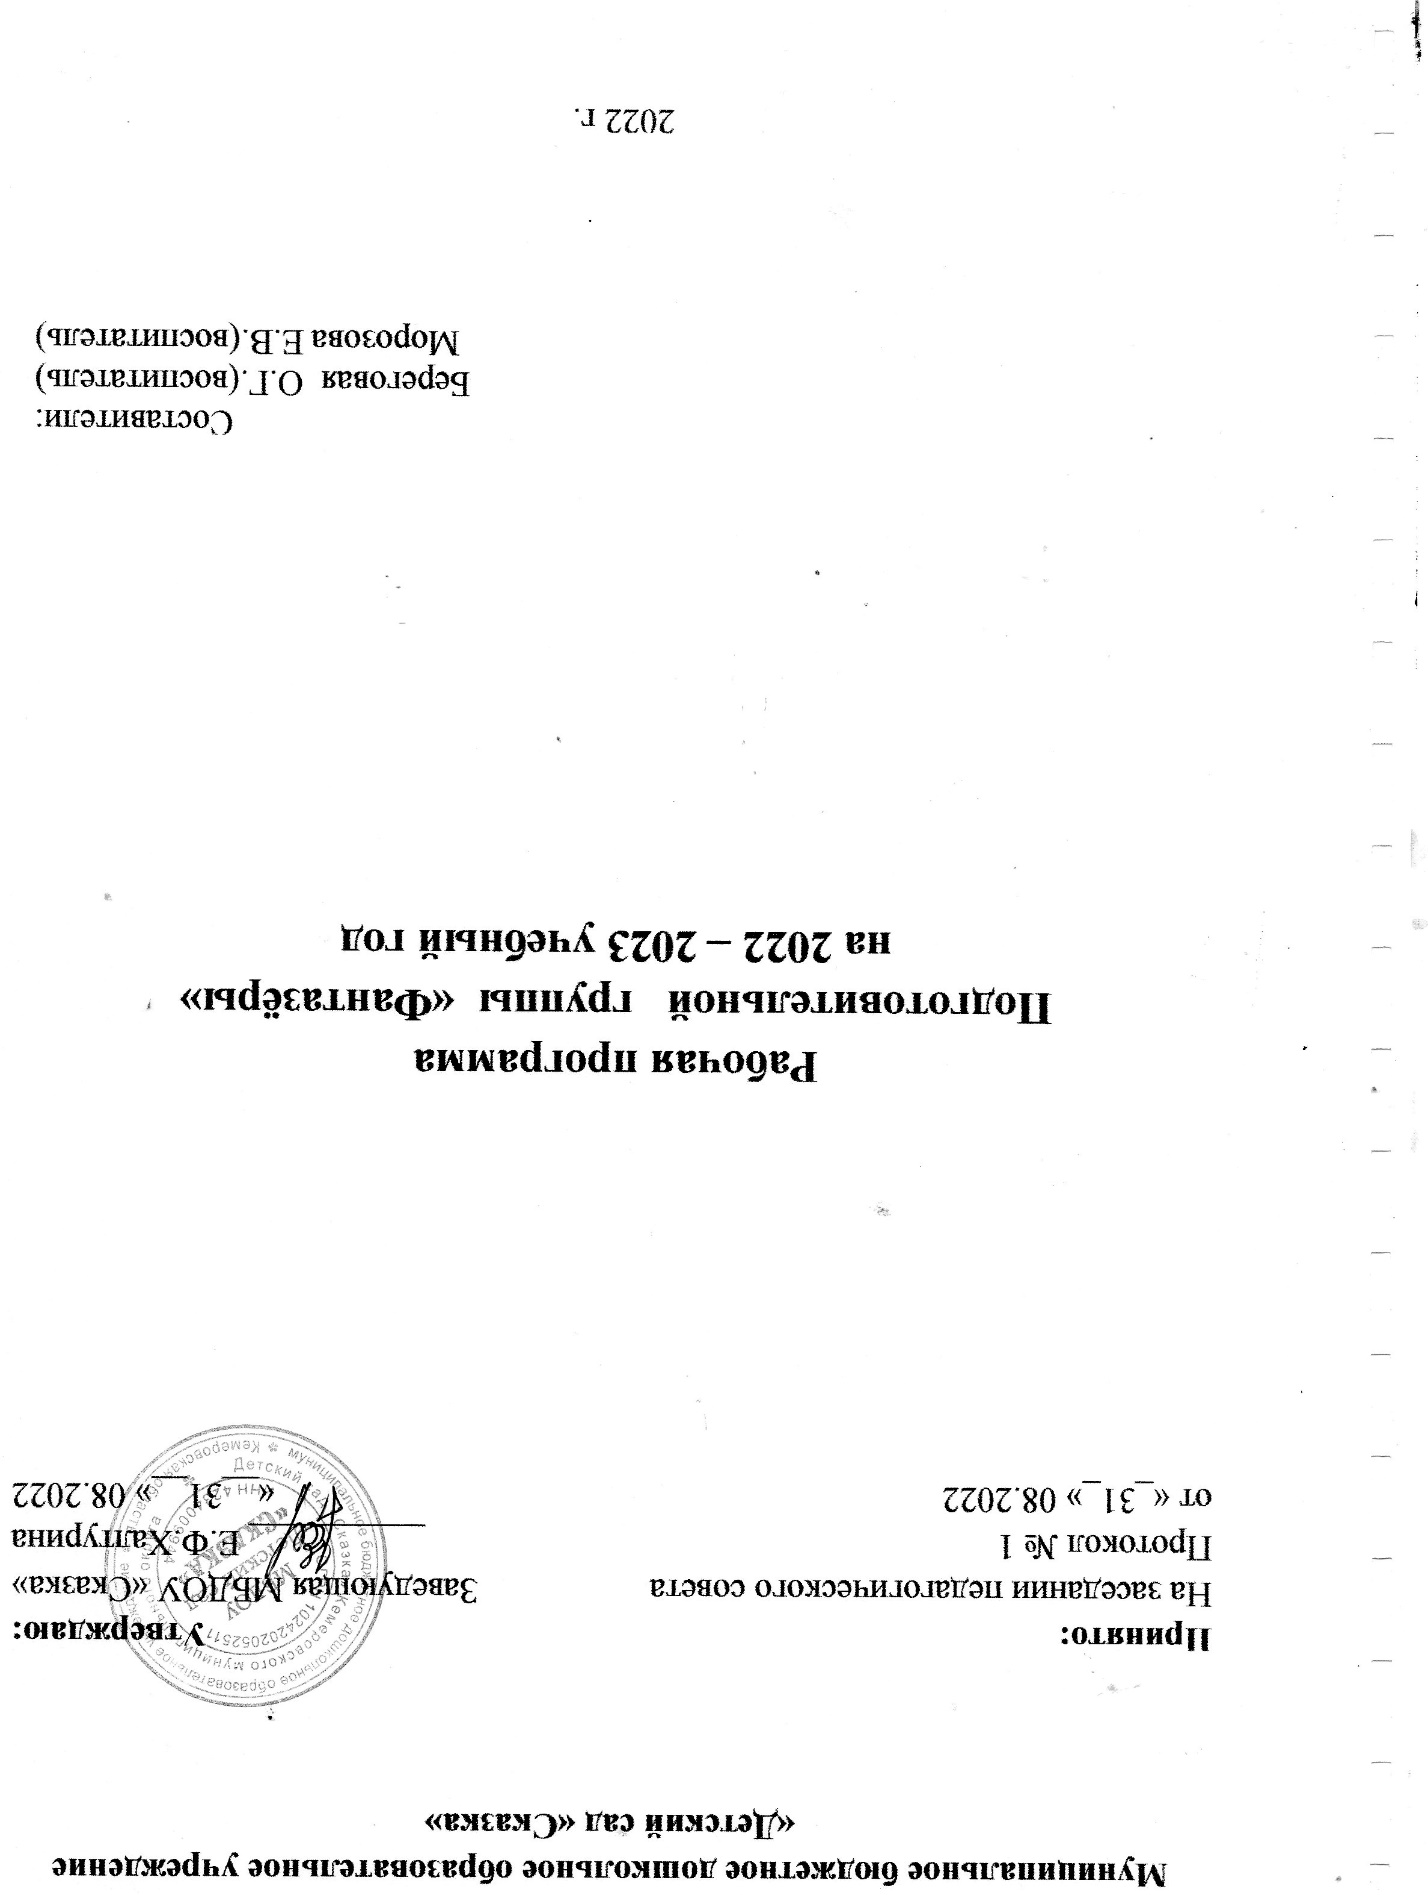 Муниципальное бюджетное дошкольное образовательное учреждение
«Детский сад «Сказка»
Принято:
На заседании педагогического совета
Протокол № 1
от «_31_» 08.2022
Утверждаю:
Заведующая МБДОУ «Сказка»
Е.Ф Халтурина
«__31__» 08.2022
Рабочая программа
Подготовительной группы «Фантазёры»
на 2022 – 2023 учебный год
Составители:
Береговая О.Г.(воспитатель)
Морозова Е.В.(воспитатель)
2022 г.